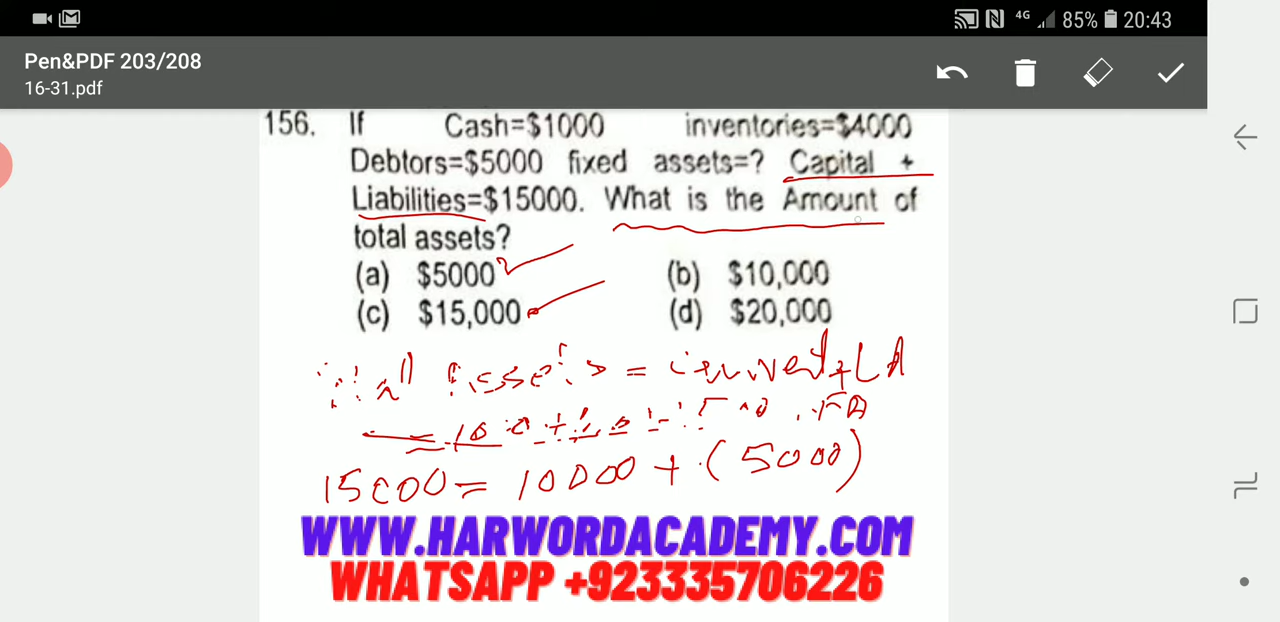 4G 85% 20:43
Pen&PDF 203/208
16-31.pdf
156. If Cash=$1000 inventories=$4000
Debtors=$5000 fixed assets=? Capital +
Liabilities=$15000. What is the Amount of
total assets?
(a) $5000 (b) $10,000
(c) $15,000 (d) $20,000
Assets =
15000 = 10000 + (5000)
WWW.HARWORDACADEMY.COM
WHATSAPP +923335706226